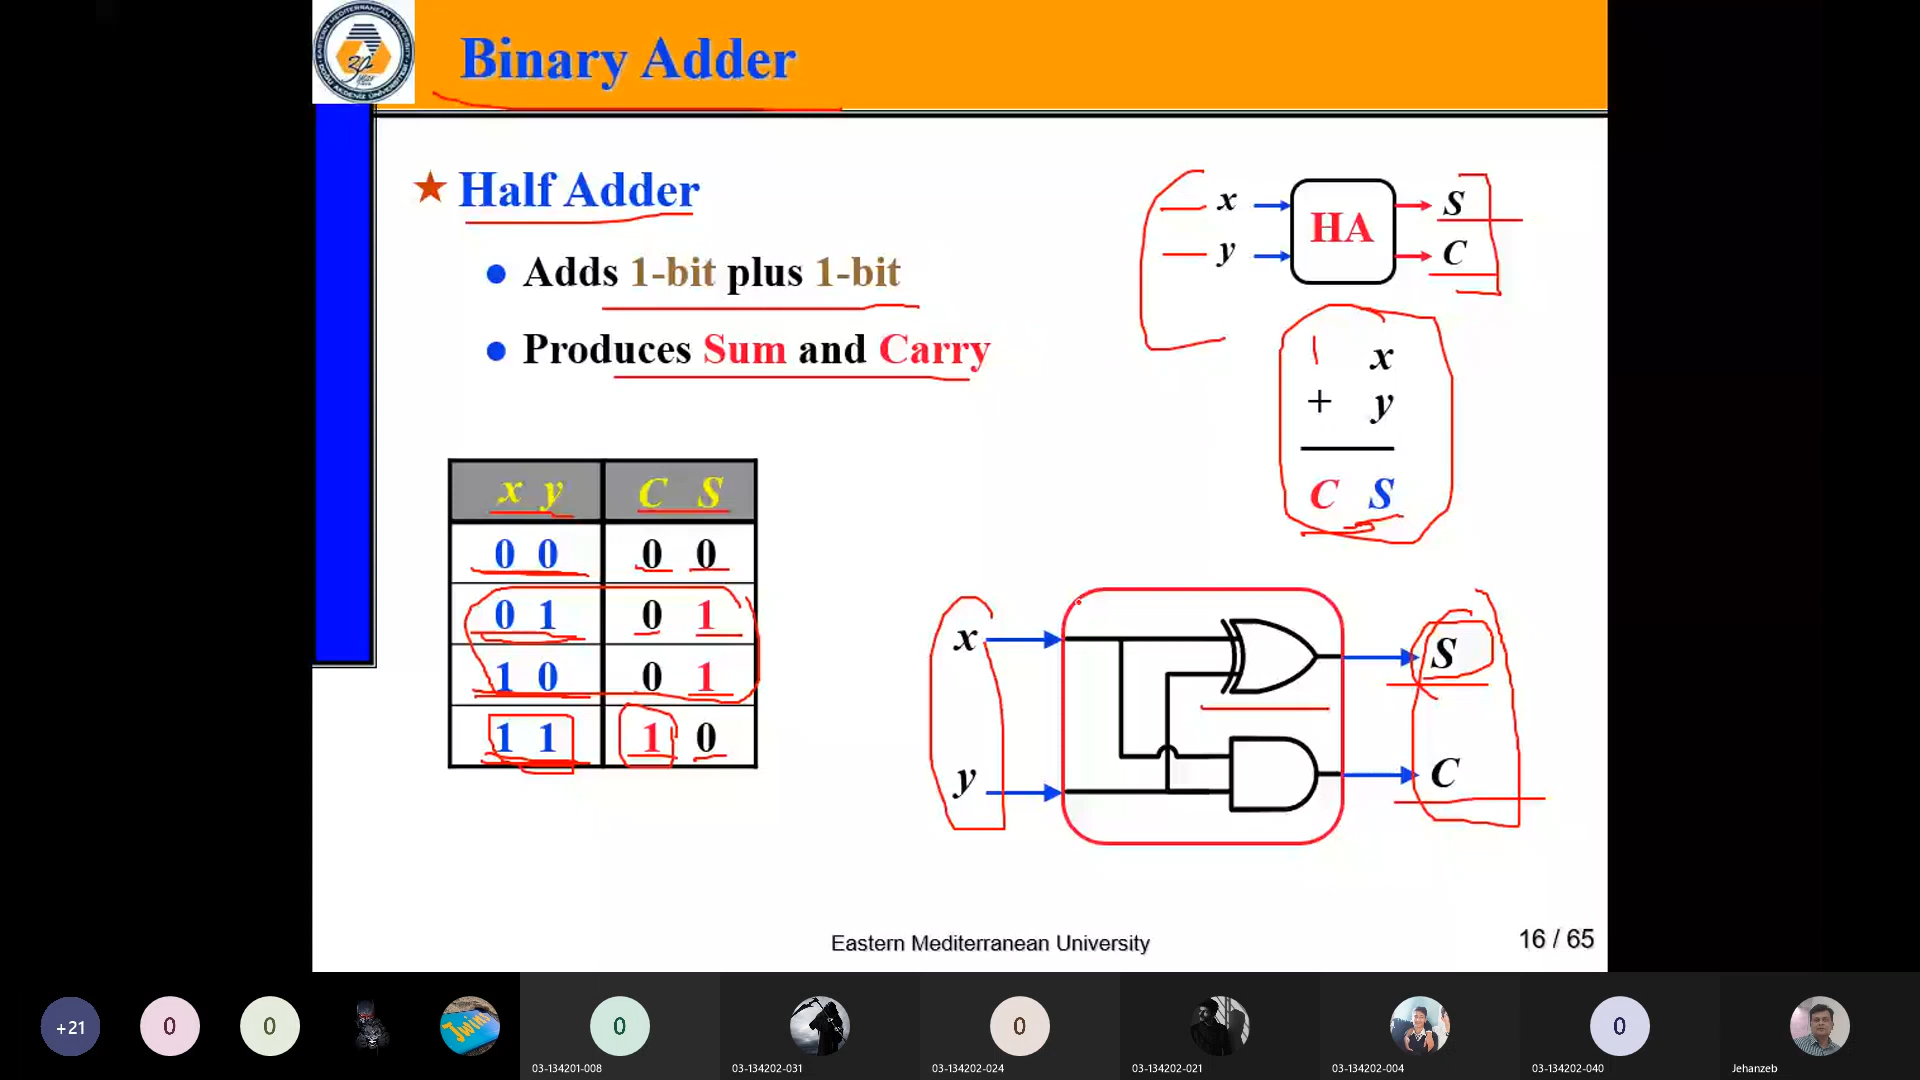 Binary Adder
Half Adder
Adds 1-bit plus 1-bit
Produces Sum and Carry
x
y
HA
S
C
1 x
+ y
C S
x y C S
0 0 0 0
0 1 0 1
1 0 0 1
1 1 1 0
x
y
S
C
Eastern Mediterranean University
16 / 65
+21
0
0
Twins
0
03-134201-008
03-134202-031
0
03-134202-024
03-134202-021
03-134202-004
0
03-134202-040
Jehanzeb